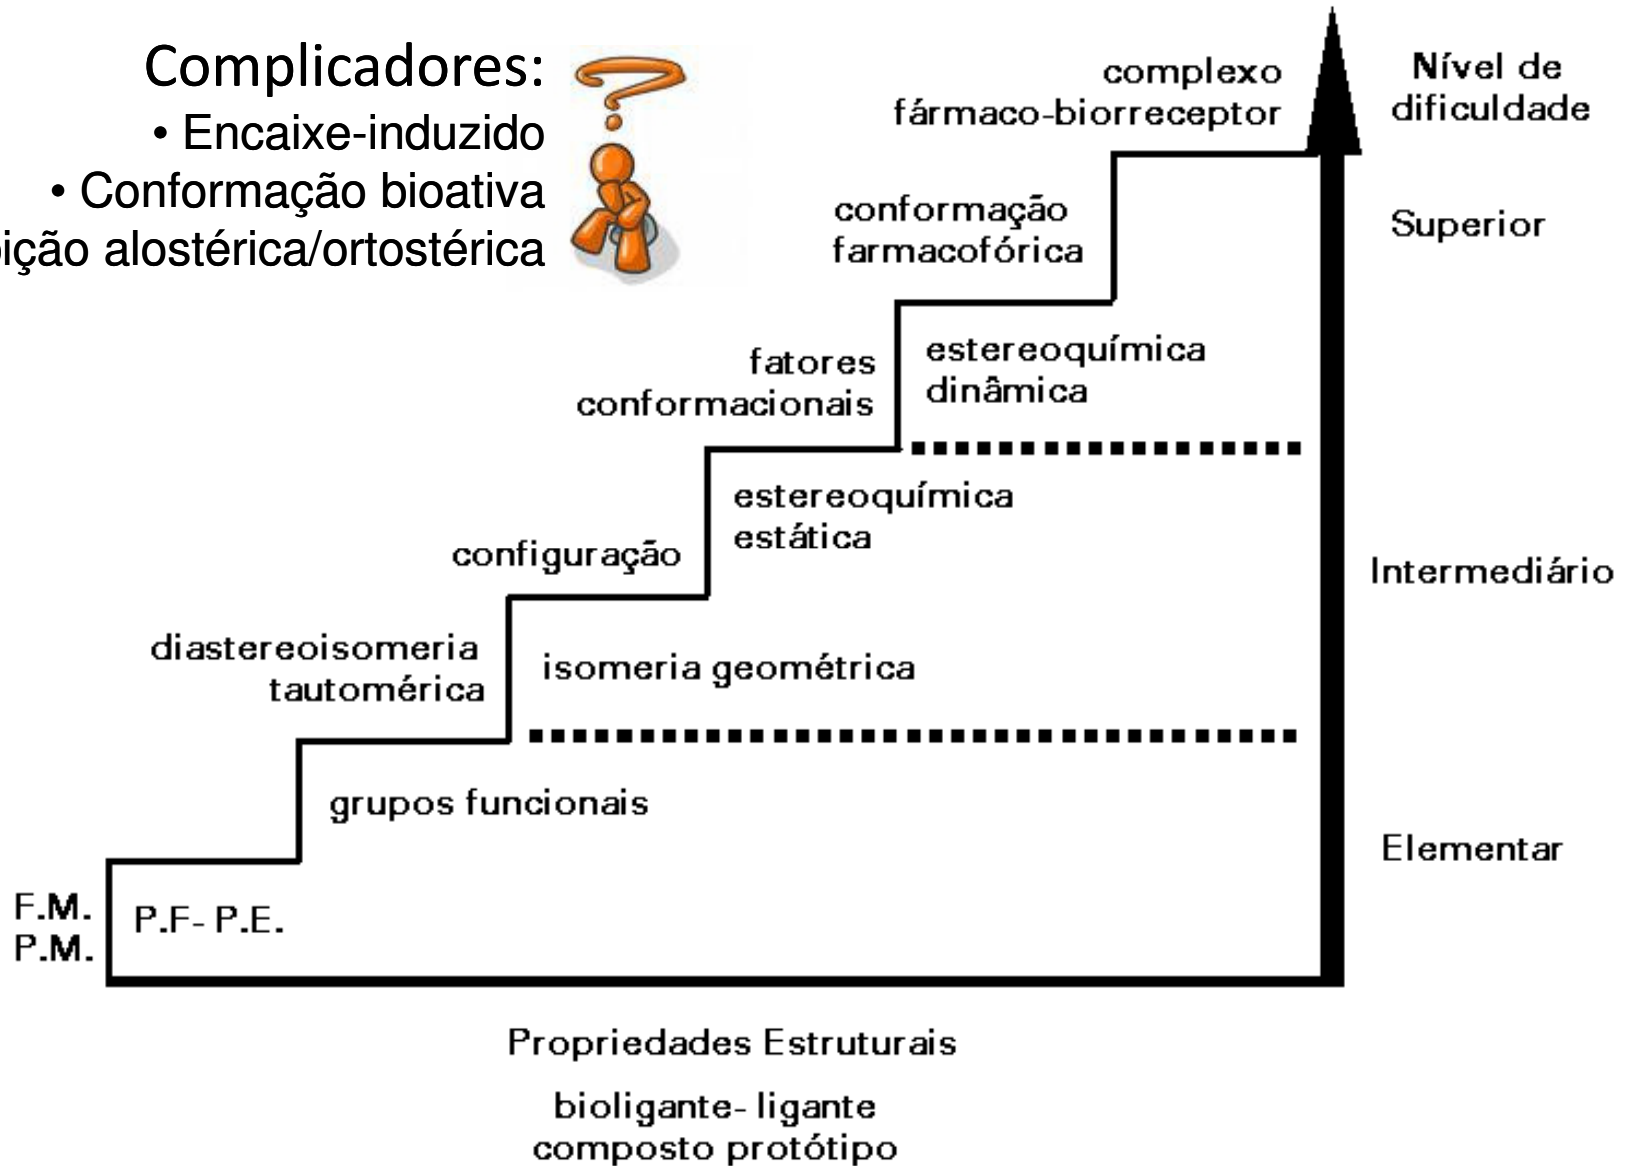 Complicadores:
• Encaixe-induzido
• Conformação bioativa
alostérica/ortostérica
complexo
fármaco-biorreceptor
Nível de
dificuldade
conformação
farmacofórica
Superior
fatores
conformacionais
estereoquímica
dinâmica
estereoquímica
estática
configuração
Intermediário
diastereoisomeria
tautomérica
isomeria geométrica
grupos funcionais
Elementar
F.M.
P.M.
P.F- P.E.
Propriedades Estruturais
bioligante- ligante
composto protótipo